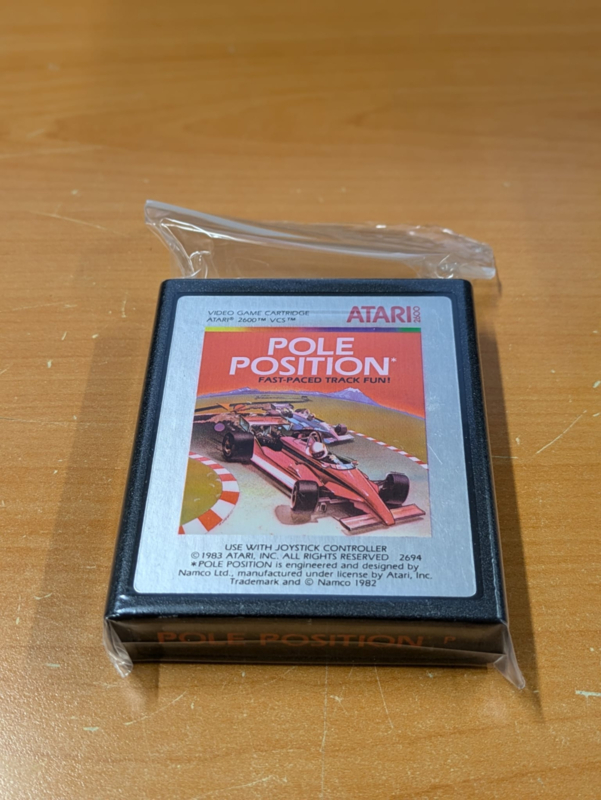 VIDEO GAME CARTRIDGE
ATARI® 2600™ VCS™
ATARI 2600
POLE
POSITION*
FAST-PACED TRACK FUN!
USE WITH JOYSTICK CONTROLLER
©1983 ATARI, INC. ALL RIGHTS RESERVED 2694
*POLE POSITION is engineered and designed by
Namco Ltd., manufactured under license by Atari, Inc.
Trademark and © Namco 1982
POLE POSITION